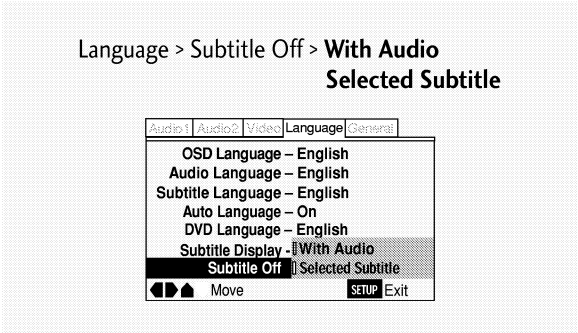 Language > Subtitle Off > With Audio
Selected Subtitle
Audio1 Audio2 Video Language General
OSD Language – English
Audio Language – English
Subtitle Language – English
Auto Language – On
DVD Language – English
Subtitle Display - With Audio
Subtitle Off Selected Subtitle
Move SETUP Exit